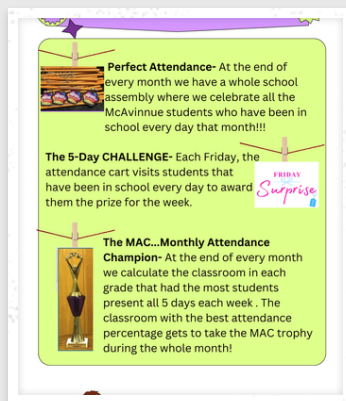 Perfect Attendance- At the end of
every month we have a whole school
assembly where we celebrate all the
McAvinnue students who have been in
school every day that month!!!
The 5-Day CHALLENGE- Each Friday, the
attendance cart visits students that
have been in school every day to award
them the prize for the week.
FRIDAY
Surprise
The MAC...Monthly Attendance
Champion- At the end of every month
we calculate the classroom in each
grade that had the most students
present all 5 days each week . The
classroom with the best attendance
percentage gets to take the MAC trophy
during the whole month!